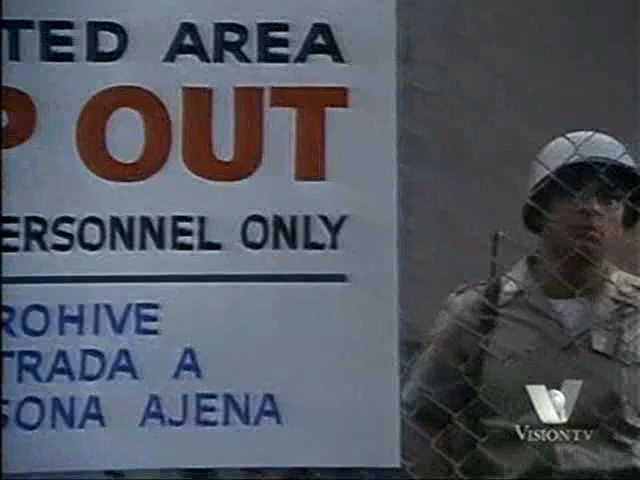 TED AREA
P OUT
ERSONNEL ONLY
ROHIVE
TRADA A
SONA AJENA
VISIONTV